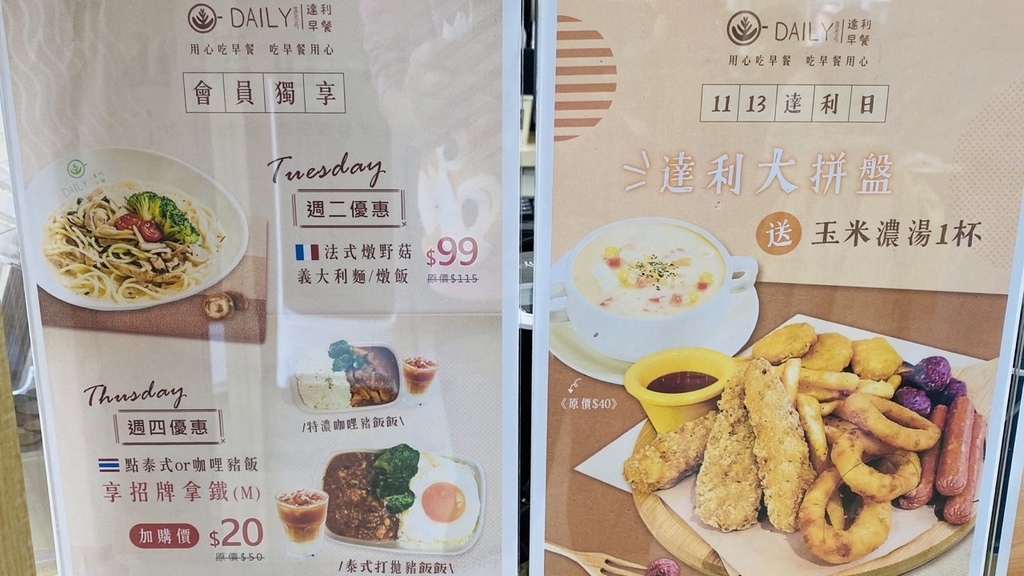 DAILY 達利早餐
用心吃早餐 吃早餐用心
會員獨享
Tuesday
週二優惠
法式燉野菇
義大利麵/燉飯
$99
原價$115
DAILY
Thusday
週四優惠
點泰式or咖哩豬飯
享招牌拿鐵(M)
加購價 $20
原價$50
/特濃咖哩豬飯飯\
/泰式打拋豬飯飯\
DAILY 達利早餐
用心吃早餐 吃早餐用心
11 13 達利日
達利大拼盤
送 玉米濃湯1杯
《原價$40》